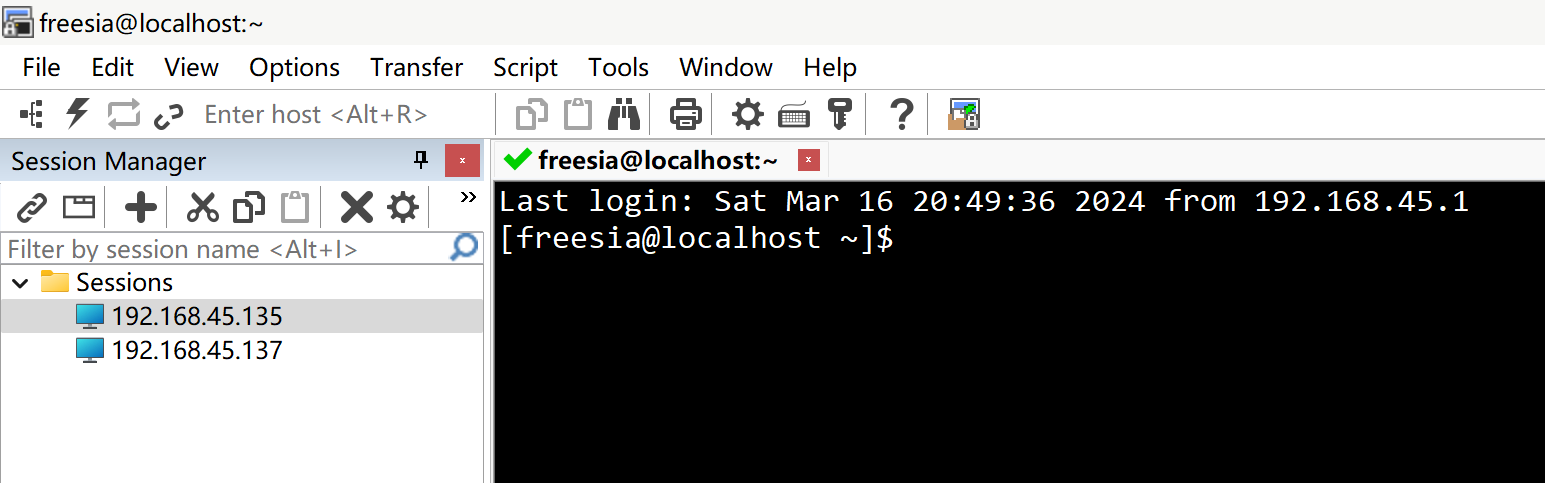 freesia@localhost:~
File Edit View Options Transfer Script Tools Window Help
Enter host <Alt+R>
Session Manager
Filter by session name <Alt+I>
Sessions
192.168.45.135
192.168.45.137
freesia@localhost:~
Last login: Sat Mar 16 20:49:36 2024 from 192.168.45.1
[freesia@localhost ~]$